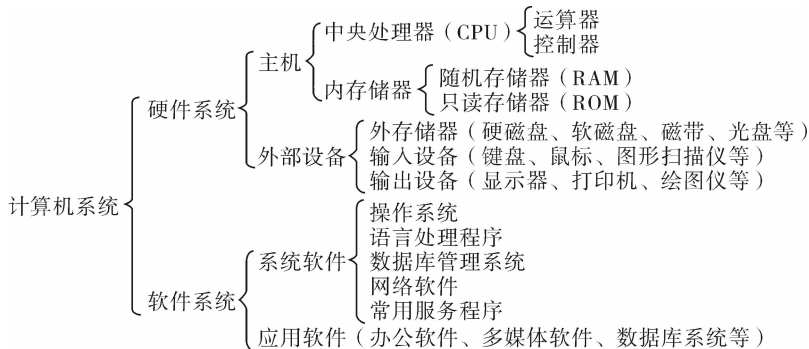 计算机系统
硬件系统
主机
中央处理器（CPU）
运算器
控制器
内存储器
随机存储器（RAM）
只读存储器（ROM）
外部设备
外存储器（硬磁盘、软磁盘、磁带、光盘等）
输入设备（键盘、鼠标、图形扫描仪等）
输出设备（显示器、打印机、绘图仪等）
软件系统
系统软件
操作系统
语言处理程序
数据库管理系统
网络软件
常用服务程序
应用软件（办公软件、多媒体软件、数据库系统等）